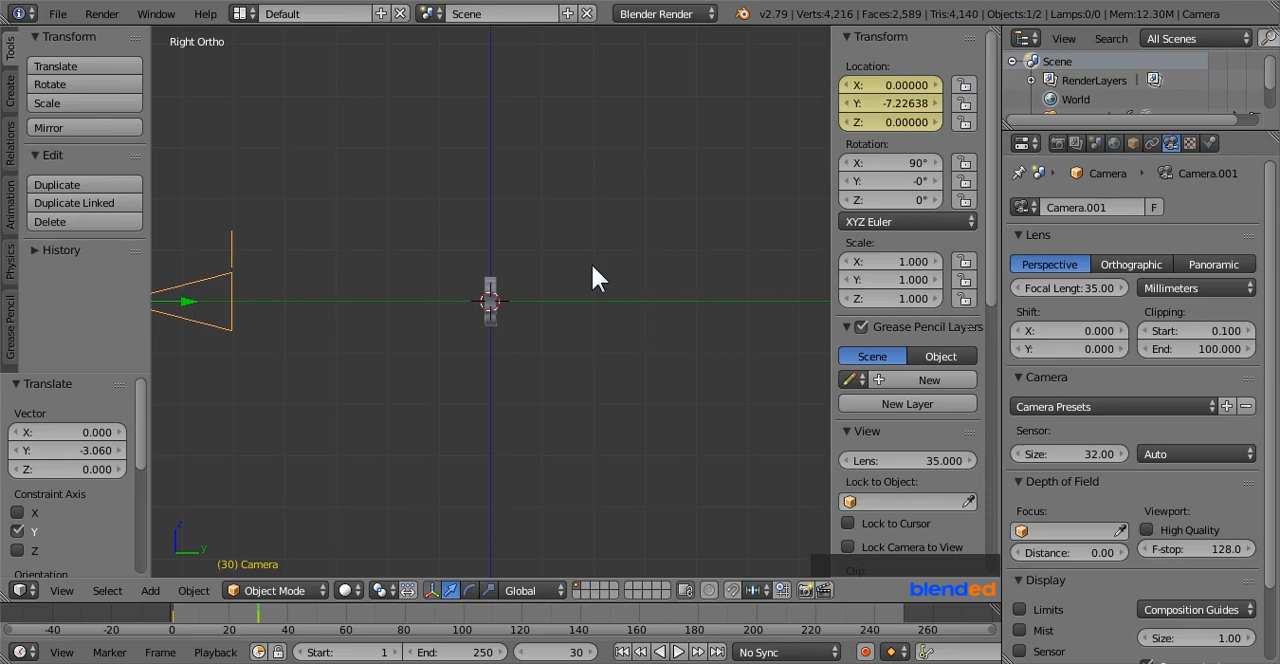 File Render Window Help Default Scene Blender Render v2.79 | Verts:4,216 | Faces:2,589 | Tris:4,140 | Objects:1/2 | Lamps:0/0 | Mem:12.30M | Camera
Tools
Create
Relations
Animation
Physics
Grease Pencil
Transform
Translate
Rotate
Scale
Mirror
Edit
Duplicate
Duplicate Linked
Delete
History
Translate
Vector
X: 0.000
Y: -3.060
Z: 0.000
Constraint Axis
X
Y
Z
Orientation
Right Ortho
z
y
(30) Camera
Transform
Location:
X: 0.00000
Y: -7.22638
Z: 0.00000
Rotation:
X: 90°
Y: -0°
Z: 0°
XYZ Euler
Scale:
X: 1.000
Y: 1.000
Z: 1.000
Grease Pencil Layers
Scene Object
New
New Layer
View
Lens: 35.000
Lock to Object:
Lock to Cursor
Lock Camera to View
Clip:
View Search All Scenes
Scene
RenderLayers
World
Camera Camera.001
Camera.001 F
Lens
Perspective Orthographic Panoramic
Focal Lengt: 35.00 Millimeters
Shift: Clipping:
X: 0.000 Start: 0.100
Y: 0.000 End: 100.000
Camera
Camera Presets
Sensor:
Size: 32.00 Auto
Depth of Field
Focus: Viewport:
High Quality
Distance: 0.00 F-stop: 128.0
Display
Limits Composition Guides
Mist Size: 1.00
Sensor
View Select Add Object Object Mode Global blended
-40 -20 0 20 40 60 80 100 120 140 160 180 200 220 240 260
View Marker Frame Playback Start: 1 End: 250 30 No Sync